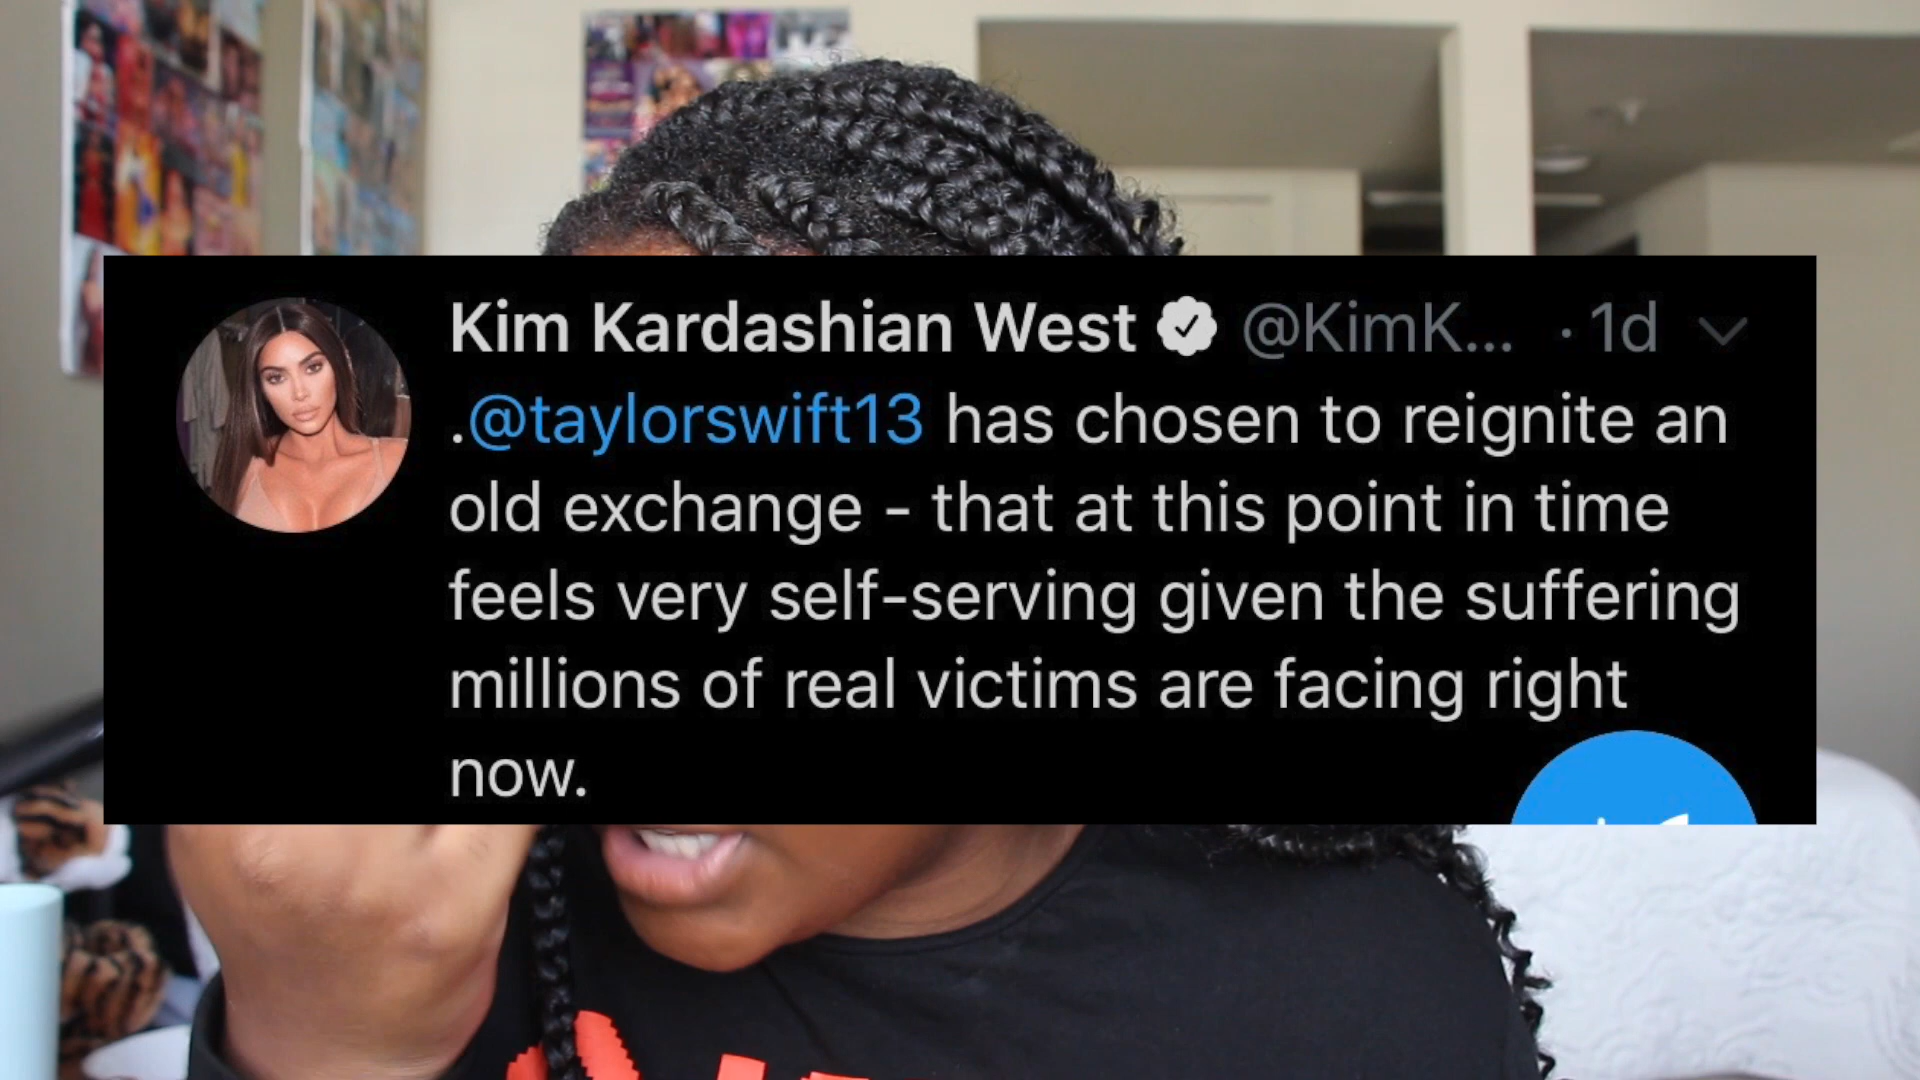 Kim Kardashian West @KimK... · 1d
.@taylorswift13 has chosen to reignite an
old exchange - that at this point in time
feels very self-serving given the suffering
millions of real victims are facing right
now.